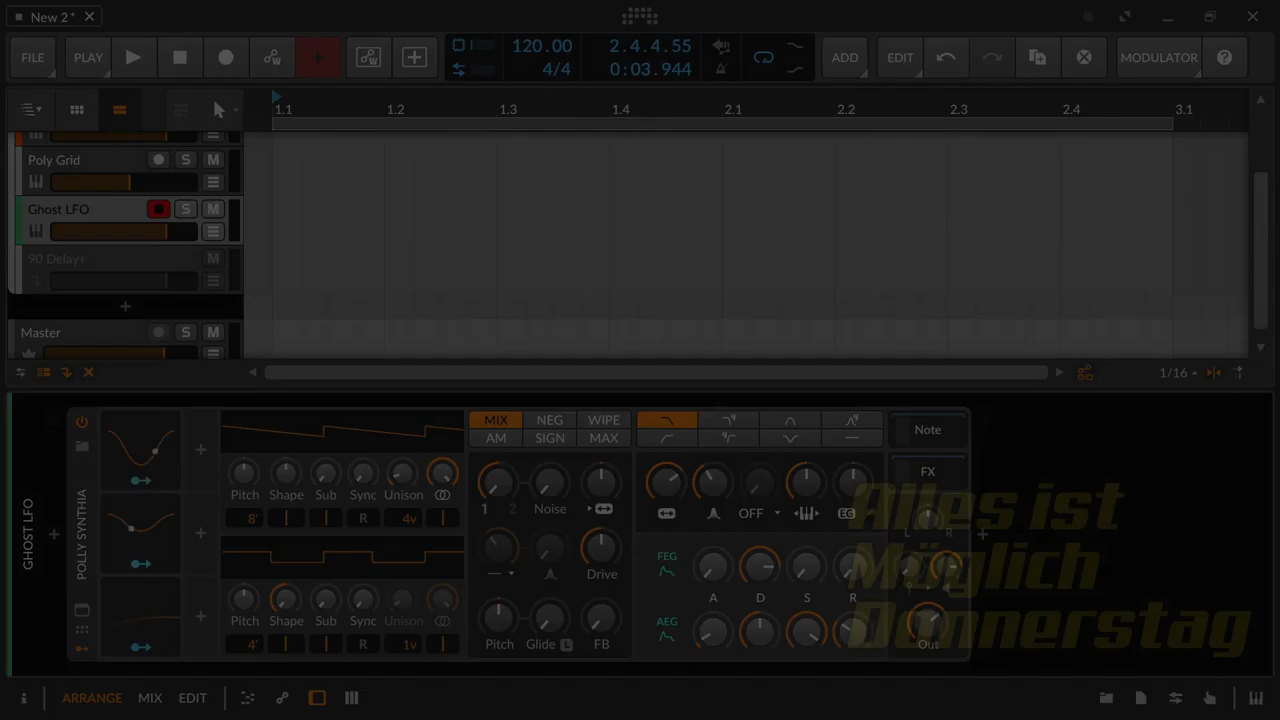 New 2*
FILE PLAY 120.00 2.4.4.55 ADD EDIT MODULATOR ?
4/4 0:03.944
1.1 1.2 1.3 1.4 2.1 2.2 2.3 2.4 3.1
Poly Grid S M
Ghost LFO S M
90 Delay+ M
+
Master S M
1/16
GHOST LFO
POLLY SYNTHIA
MIX NEG WIPE
AM SIGN MAX
Pitch Shape Sub Sync Unison
8' R 4v
Pitch Shape Sub Sync Unison
4' R 1v
1 2 Noise
Drive
Pitch Glide L FB
OFF EG
FEG
A D S R
AEG
Note
FX
L R
Out
Alles ist
Möglich
Donnerstag
ARRANGE MIX EDIT